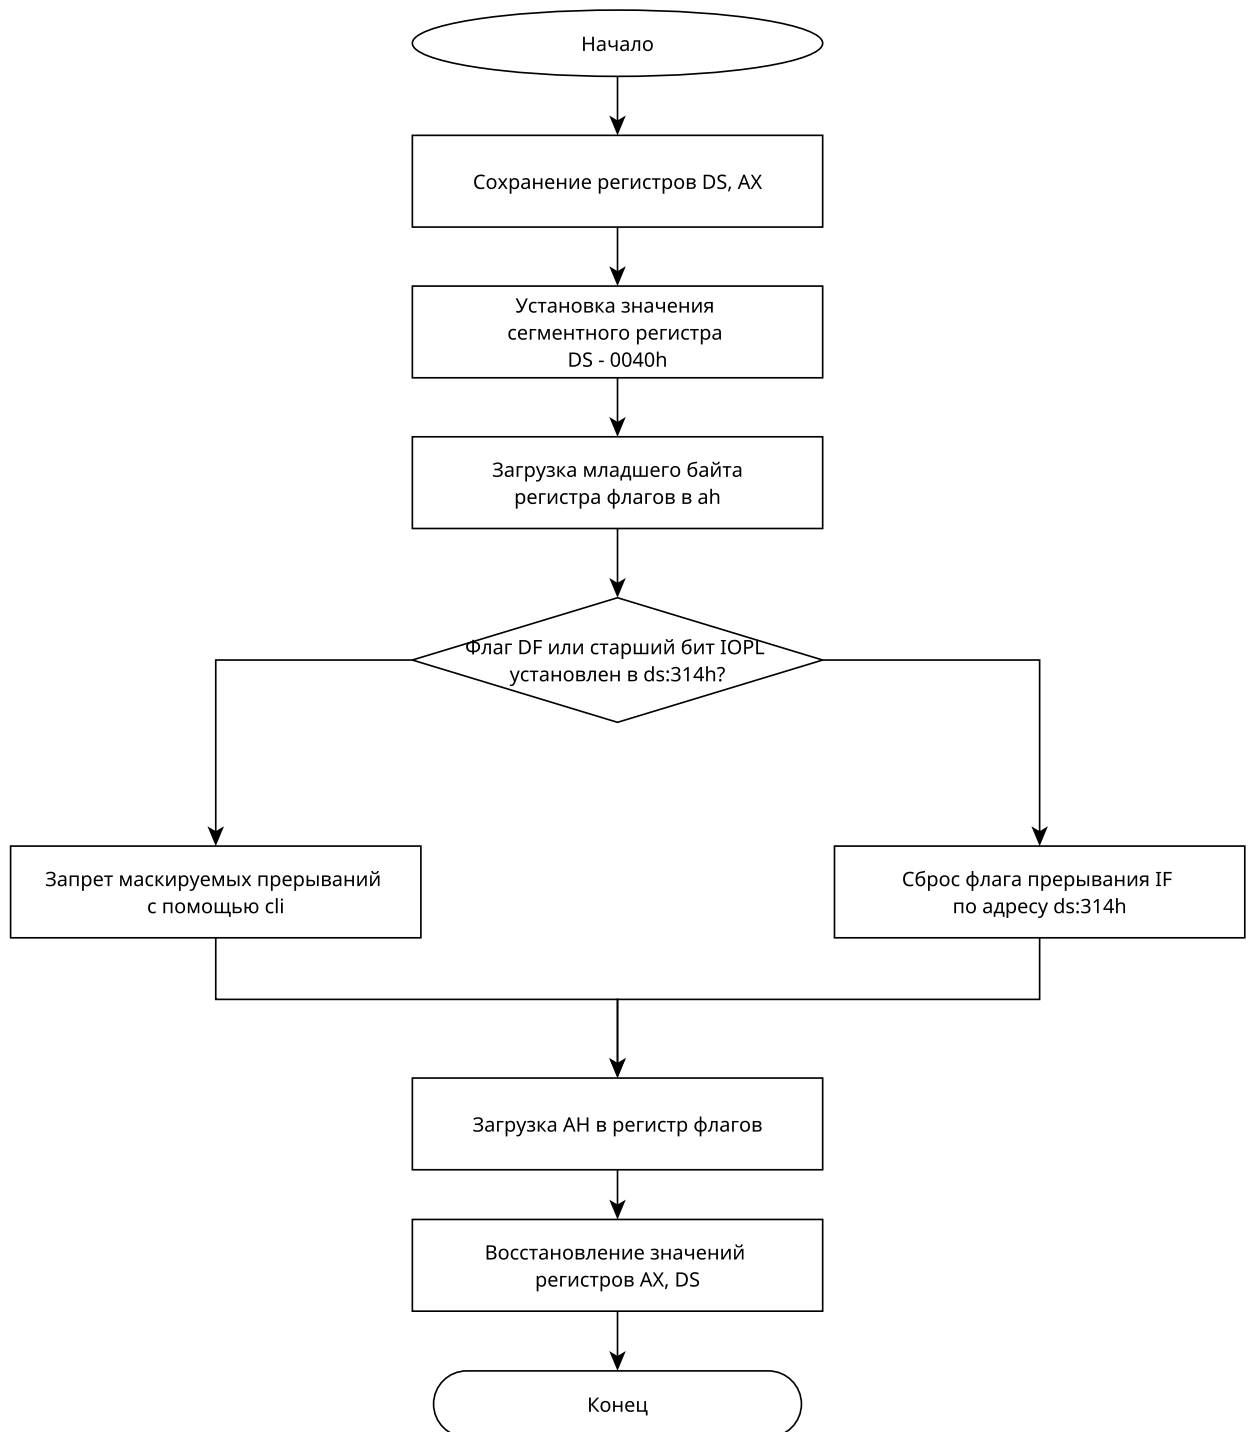 Начало
Сохранение регистров DS, AX
Установка значения
сегментного регистра
DS - 0040h
Загрузка младшего байта
регистра флагов в ah
Флаг DF или старший бит IOPL
установлен в ds:314h?
Запрет маскируемых прерываний
с помощью cli
Сброс флага прерывания IF
по адресу ds:314h
Загрузка AH в регистр флагов
Восстановление значений
регистров AX, DS
Конец